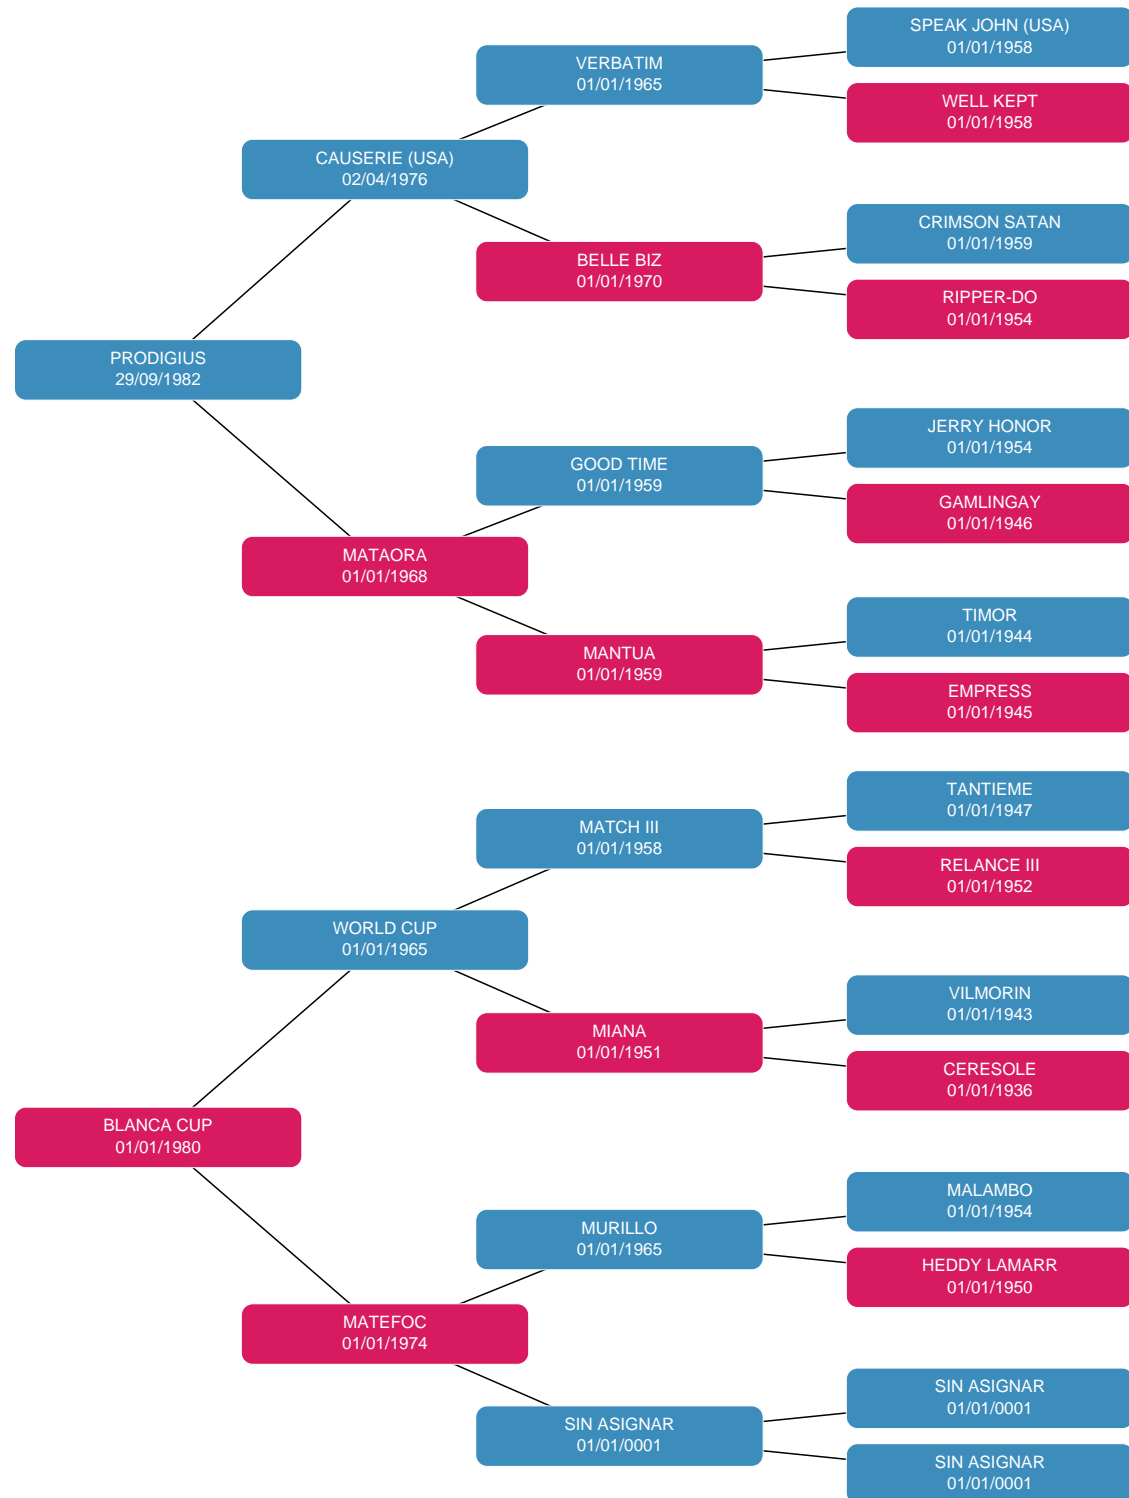 SPEAK JOHN (USA)
01/01/1958
VERBATIM
01/01/1965
WELL KEPT
01/01/1958
CAUSERIE (USA)
02/04/1976
CRIMSON SATAN
01/01/1959
BELLE BIZ
01/01/1970
RIPPER-DO
01/01/1954
PRODIGIUS
29/09/1982
JERRY HONOR
01/01/1954
GOOD TIME
01/01/1959
GAMLINGAY
01/01/1946
MATAORA
01/01/1968
TIMOR
01/01/1944
MANTUA
01/01/1959
EMPRESS
01/01/1945
TANTIEME
01/01/1947
MATCH III
01/01/1958
RELANCE III
01/01/1952
WORLD CUP
01/01/1965
VILMORIN
01/01/1943
MIANA
01/01/1951
CERESOLE
01/01/1936
BLANCA CUP
01/01/1980
MALAMBO
01/01/1954
MURILLO
01/01/1965
HEDDY LAMARR
01/01/1950
MATEFOC
01/01/1974
SIN ASIGNAR
01/01/0001
SIN ASIGNAR
01/01/0001
SIN ASIGNAR
01/01/0001